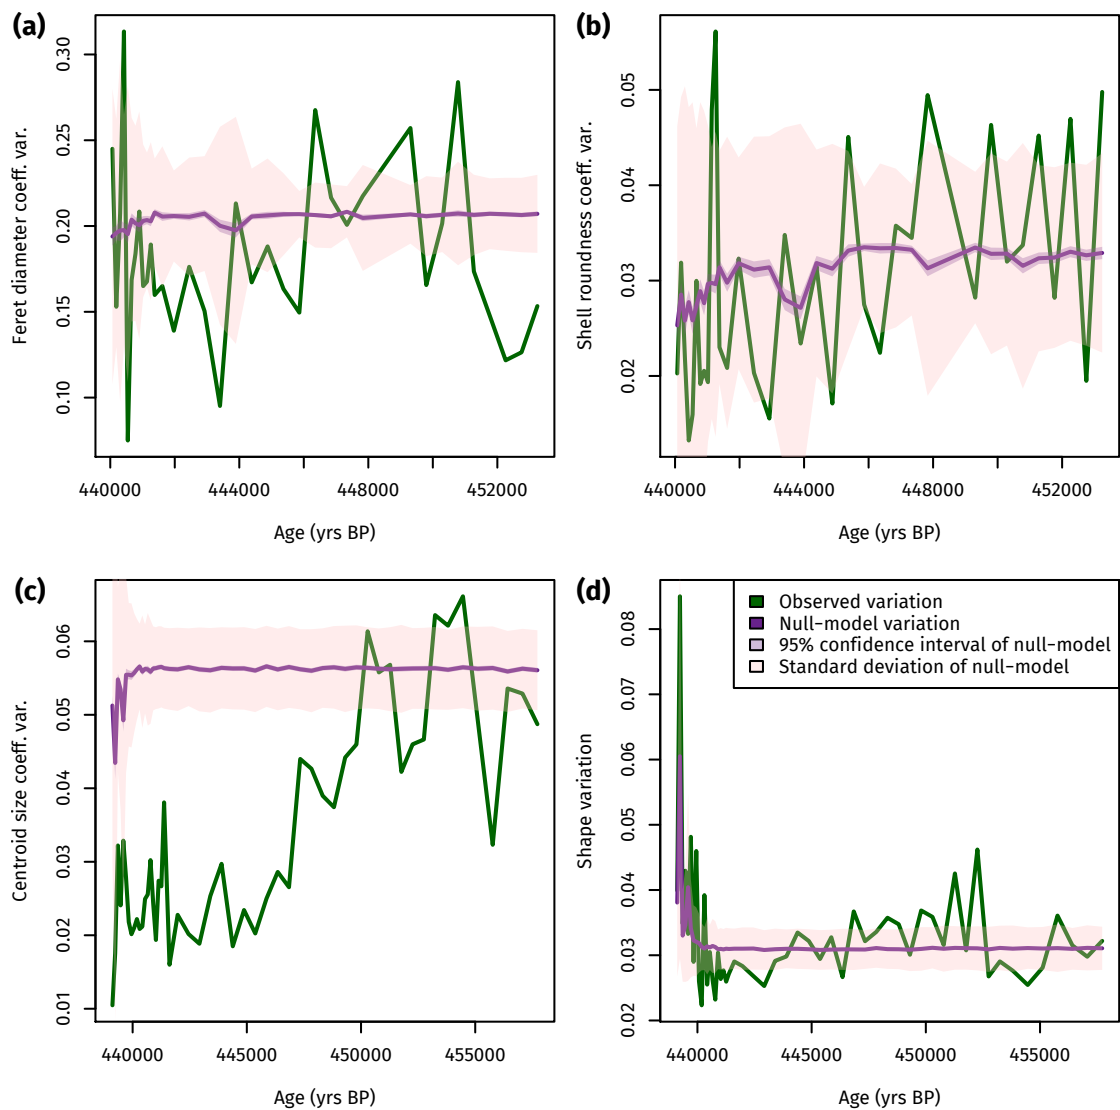 (a)
Feret diameter coeff. var.
0.30
0.25
0.20
0.15
0.10
440000 444000 448000 452000
Age (yrs BP)
(b)
Shell roundness coeff. var.
0.05
0.04
0.03
0.02
440000 444000 448000 452000
Age (yrs BP)
(c)
Centroid size coeff. var.
0.06
0.05
0.04
0.03
0.02
0.01
440000 445000 450000 455000
Age (yrs BP)
(d)
Shape variation
0.08
0.07
0.06
0.05
0.04
0.03
0.02
Observed variation
Null−model variation
95% confidence interval of null−model
Standard deviation of null−model
440000 445000 450000 455000
Age (yrs BP)